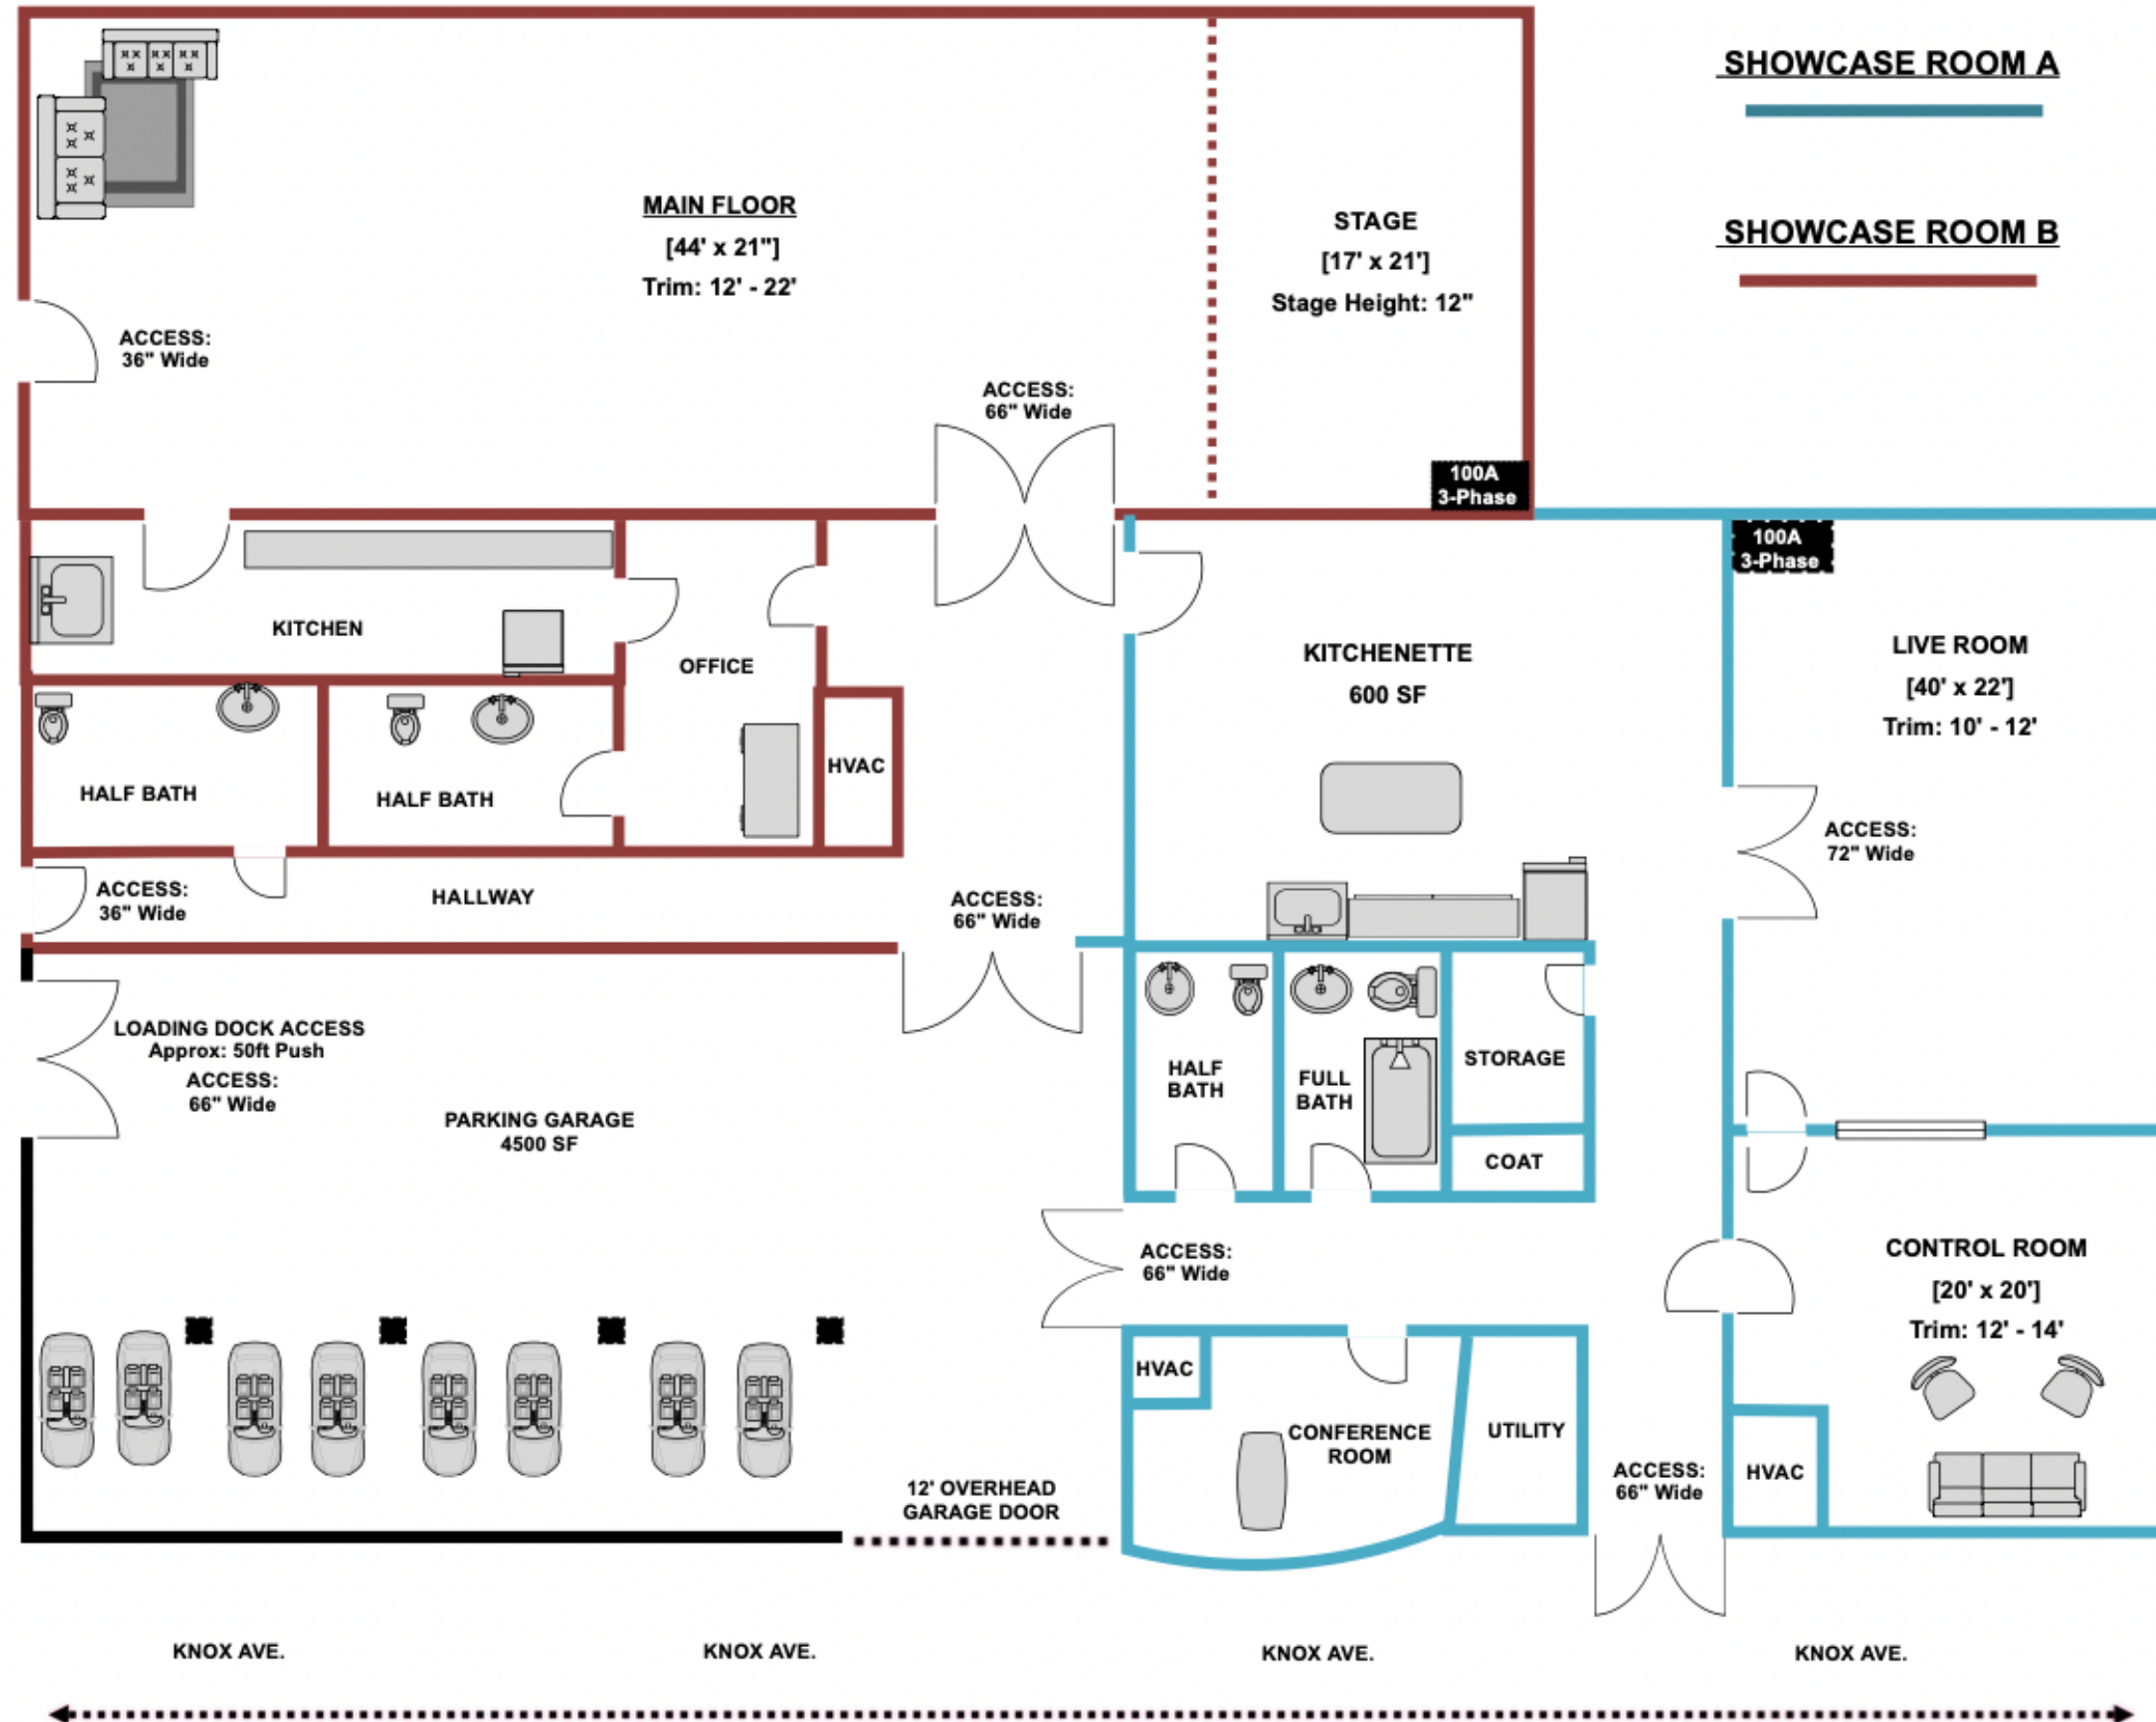 SHOWCASE ROOM A
SHOWCASE ROOM B
MAIN FLOOR
[44' x 21"]
Trim: 12' - 22'
STAGE
[17' x 21']
Stage Height: 12"
ACCESS:
36" Wide
ACCESS:
66" Wide
100A
3-Phase
100A
3-Phase
KITCHEN
OFFICE
KITCHENETTE
600 SF
LIVE ROOM
[40' x 22']
Trim: 10' - 12'
HALF BATH
HALF BATH
HVAC
ACCESS:
72" Wide
ACCESS:
36" Wide
HALLWAY
ACCESS:
66" Wide
LOADING DOCK ACCESS
Approx: 50ft Push
ACCESS:
66" Wide
PARKING GARAGE
4500 SF
HALF
BATH
FULL
BATH
STORAGE
COAT
ACCESS:
66" Wide
CONTROL ROOM
[20' x 20']
Trim: 12' - 14'
HVAC
CONFERENCE
ROOM
UTILITY
ACCESS:
66" Wide
HVAC
12' OVERHEAD
GARAGE DOOR
KNOX AVE.
KNOX AVE.
KNOX AVE.
KNOX AVE.